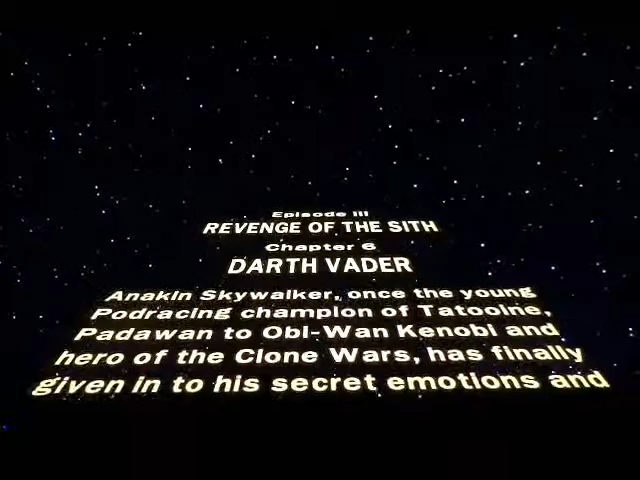 Episode III
REVENGE OF THE SITH
Chapter 6
DARTH VADER
Anakin Skywalker, once the young
Podracing champion of Tatooine,
Padawan to Obi-Wan Kenobi and
hero of the Clone Wars, has finally
given in to his secret emotions and